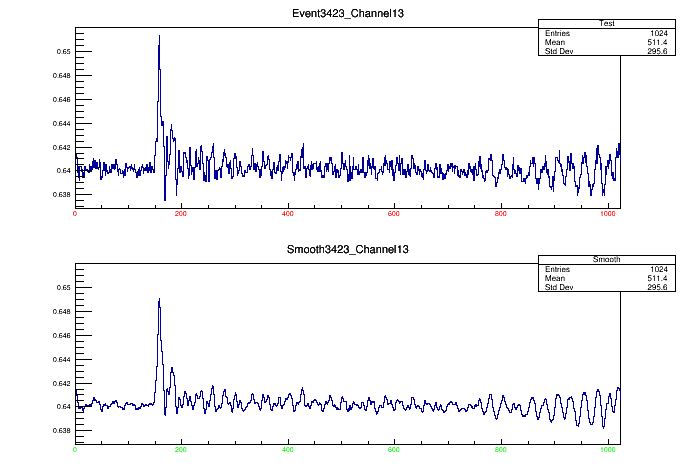 Event3423_Channel13
Test
Entries 1024
Mean 511.4
Std Dev 295.6
0.65
0.648
0.646
0.644
0.642
0.64
0.638
0 200 400 600 800 1000
Smooth3423_Channel13
Smooth
Entries 1024
Mean 511.4
Std Dev 295.6
0.65
0.648
0.646
0.644
0.642
0.64
0.638
0 200 400 600 800 1000